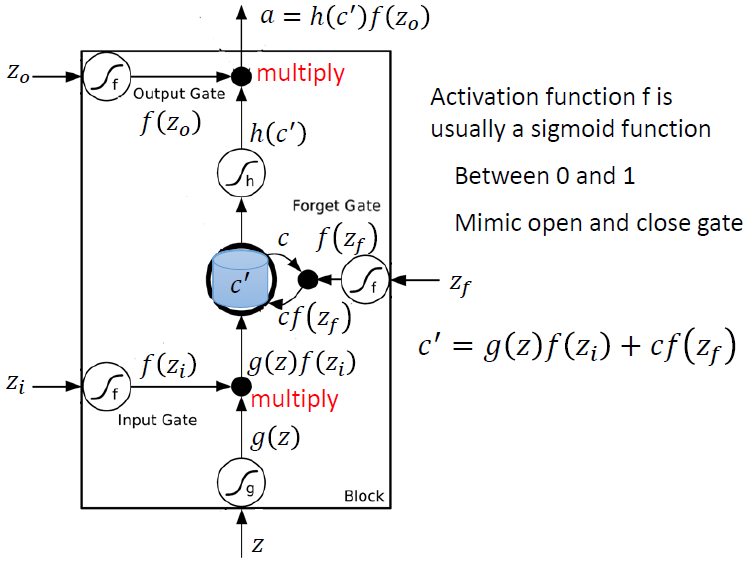 a = h(c′)f(z_o)
z_o
f
multiply
Output Gate
f(z_o)
h(c′)
h
Activation function f is
usually a sigmoid function
Between 0 and 1
Mimic open and close gate
Forget Gate
c
f(z_f)
c′
f
z_f
cf(z_f)
c′ = g(z)f(z_i) + cf(z_f)
f(z_i)
g(z)f(z_i)
z_i
f
multiply
Input Gate
g(z)
g
Block
z